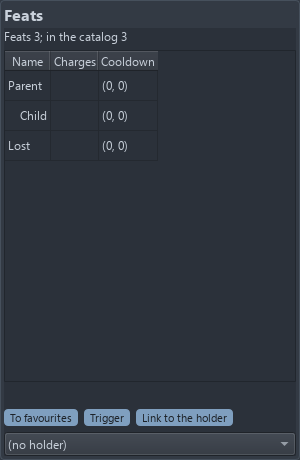 Feats
Feats 3; in the catalog 3
Name Charges Cooldown
Parent (0, 0)
Child (0, 0)
Lost (0, 0)
To favourites Trigger Link to the holder
(no holder)